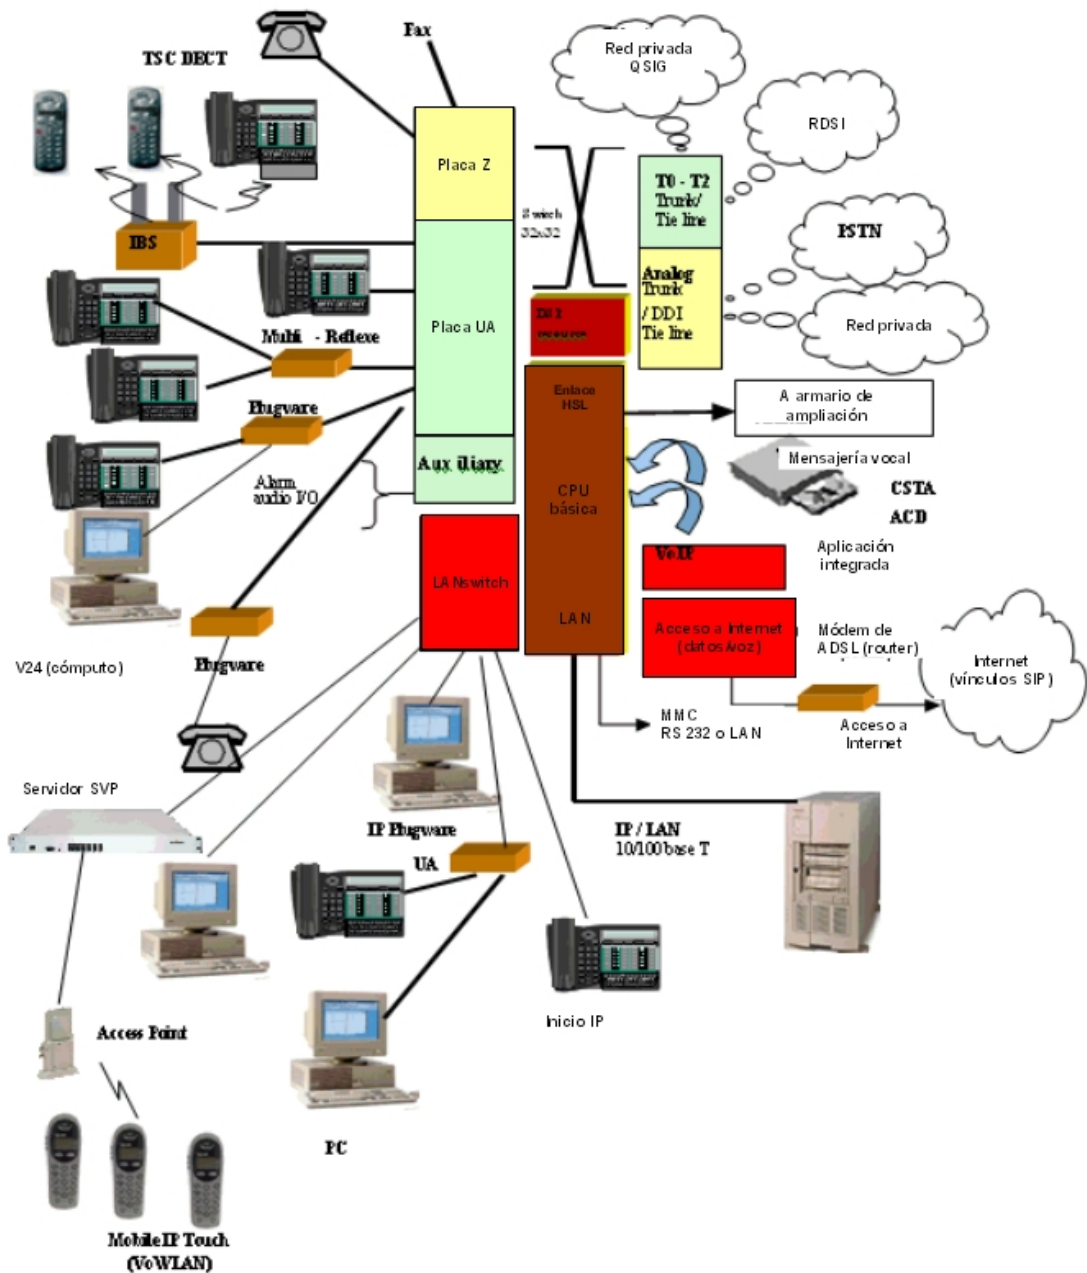 Fax
TSC DECT
Red privada
QSIG
RDSI
Placa Z
T0 - T2
Trunk/
Tie line
Switch
32x32
PSTN
IBS
Analog
Trunk
/ DDI
Tie line
Placa UA
Red privada
Multi - Reflexe
Enlace
HSL
A armario de
ampliación
Plugware
Aux iliary
Mensajería vocal
Alarm
audio I/O
CPU
básica
CSTA
ACD
VoIP
Aplicación
integrada
LANswitch
LAN
Acceso a Internet
(datos/voz)
Módem de
ADSL (router)
Internet
(vínculos SIP)
V24 (cómputo)
Plugware
MMC
RS 232 o LAN
Acceso a
Internet
Servidor SVP
IP Plugware
UA
IP / LAN
10/100 base T
Inicio IP
Access Point
PC
Mobile IP Touch
(VoWLAN)